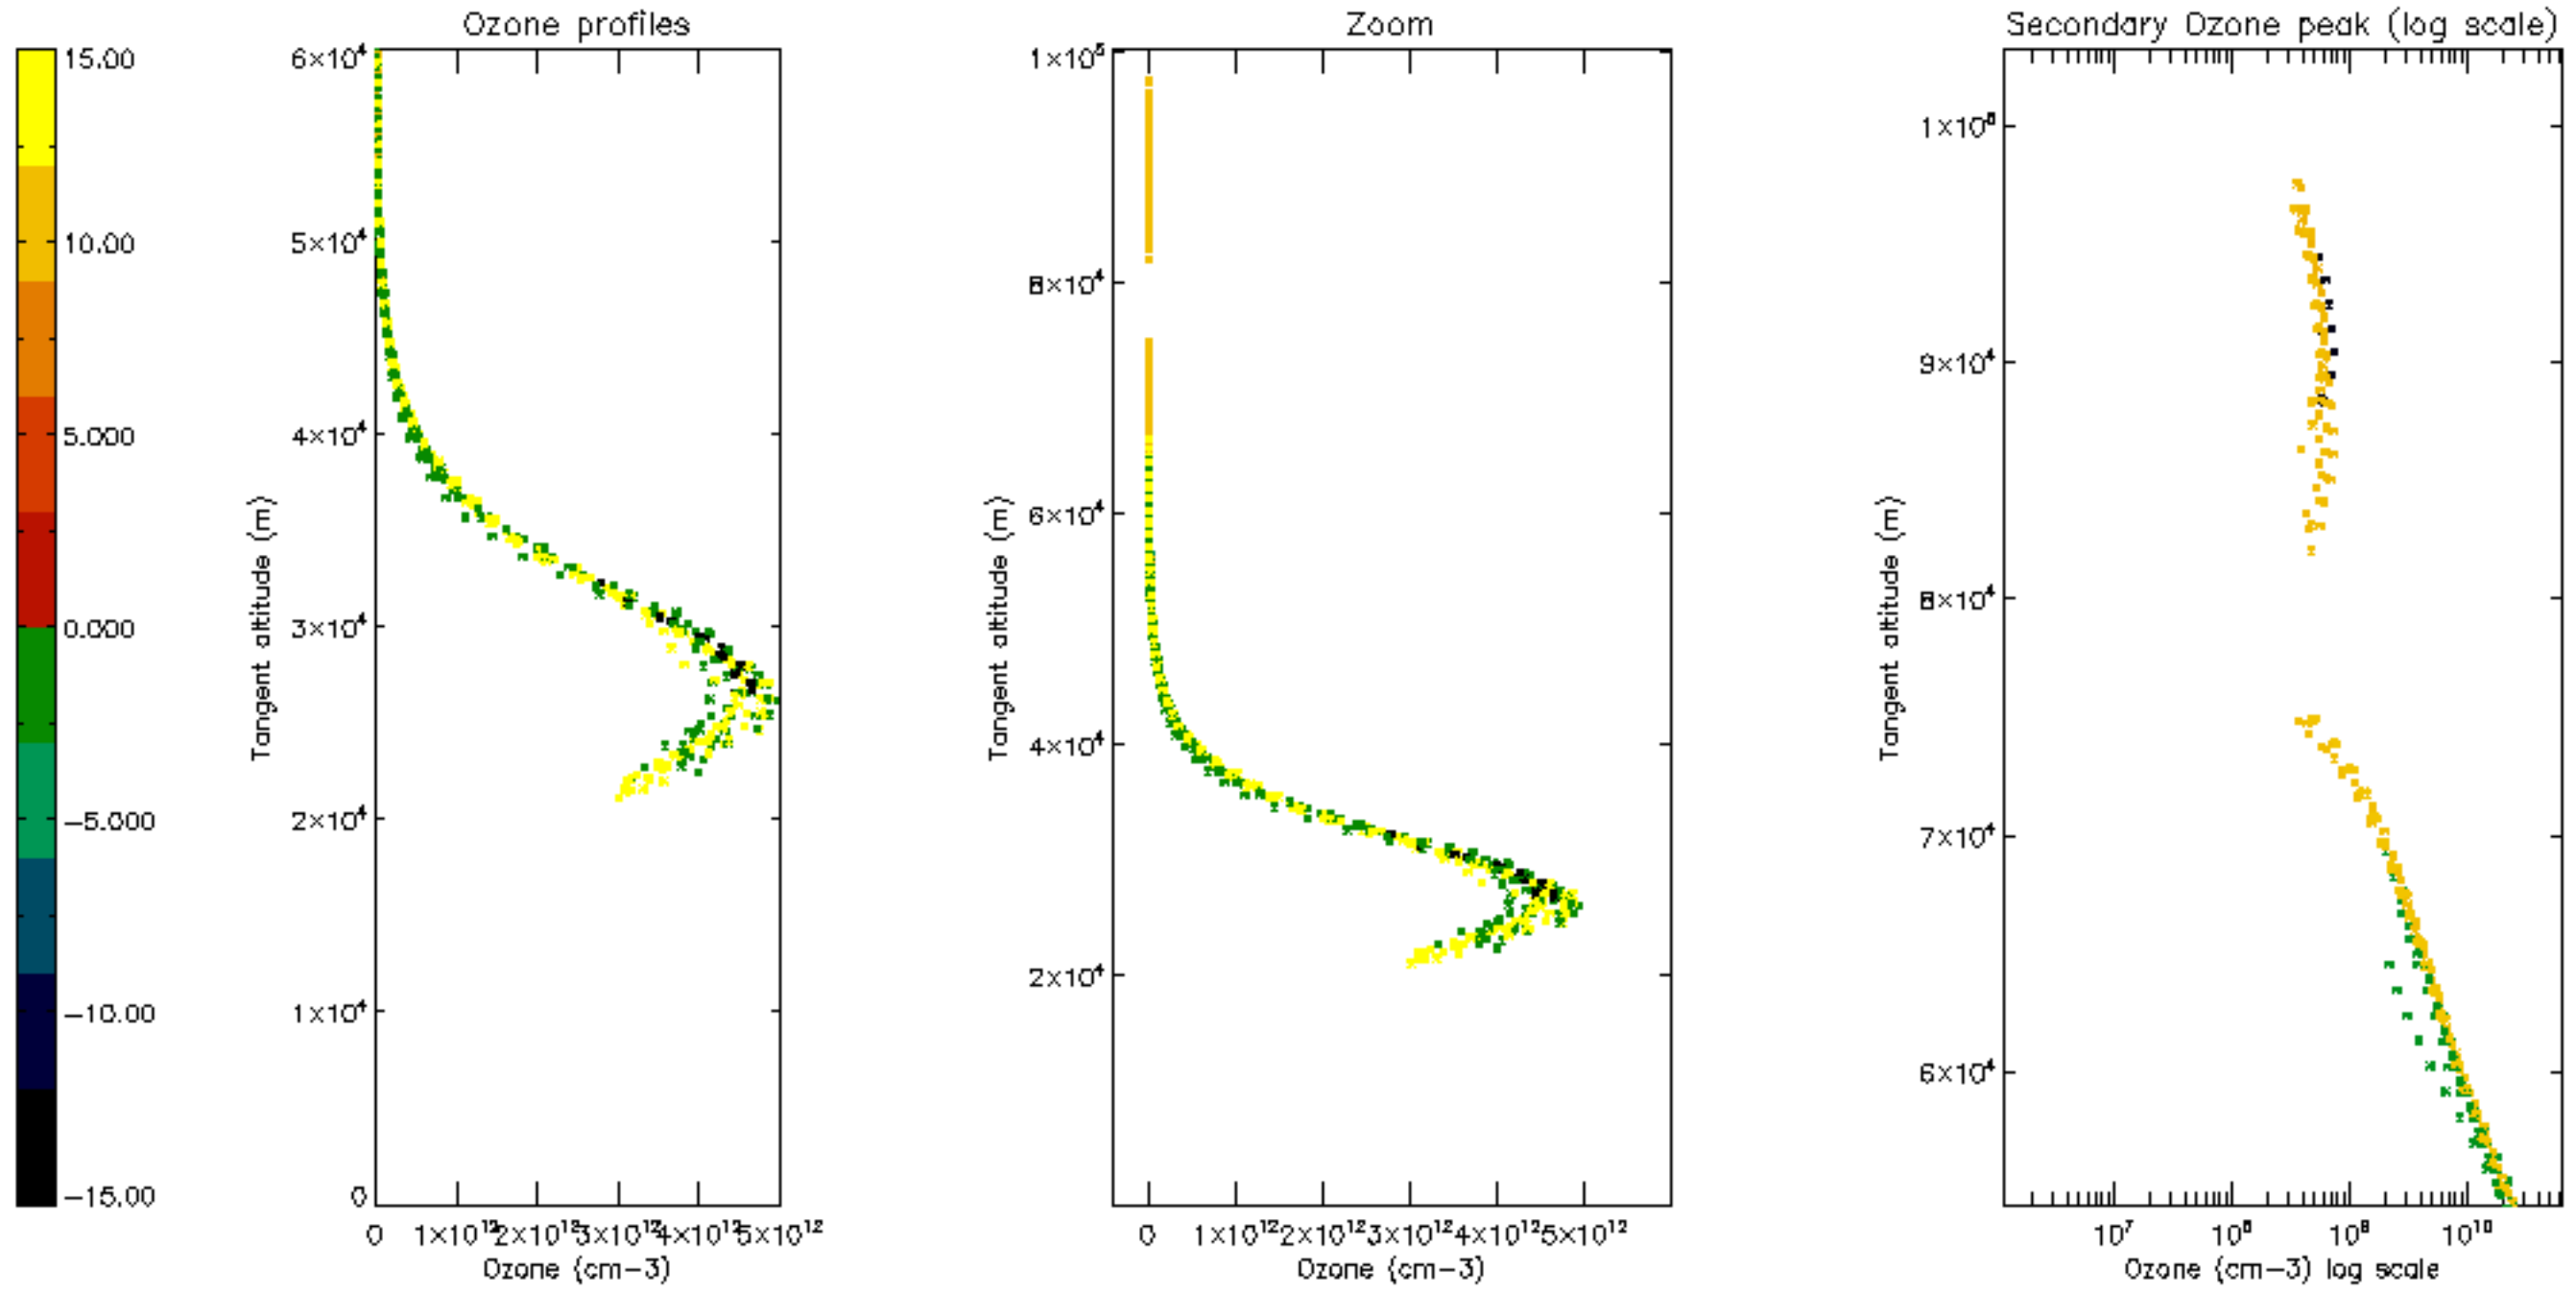 Ozone profiles
Zoom
Secondary Ozone peak (log scale)
15.00
10.00
5.000
0.000
−5.000
−10.00
−15.00
6×10⁴
5×10⁴
4×10⁴
3×10⁴
2×10⁴
1×10⁴
0
Tangent altitude (m)
0 1×10¹² 2×10¹² 3×10¹² 4×10¹² 5×10¹²
Ozone (cm−3)
1×10⁵
8×10⁴
6×10⁴
4×10⁴
2×10⁴
Tangent altitude (m)
0 1×10¹² 2×10¹² 3×10¹² 4×10¹² 5×10¹²
Ozone (cm−3)
1×10⁵
9×10⁴
8×10⁴
7×10⁴
6×10⁴
Tangent altitude (m)
10⁷ 10⁸ 10⁹ 10¹⁰
Ozone (cm−3) log scale